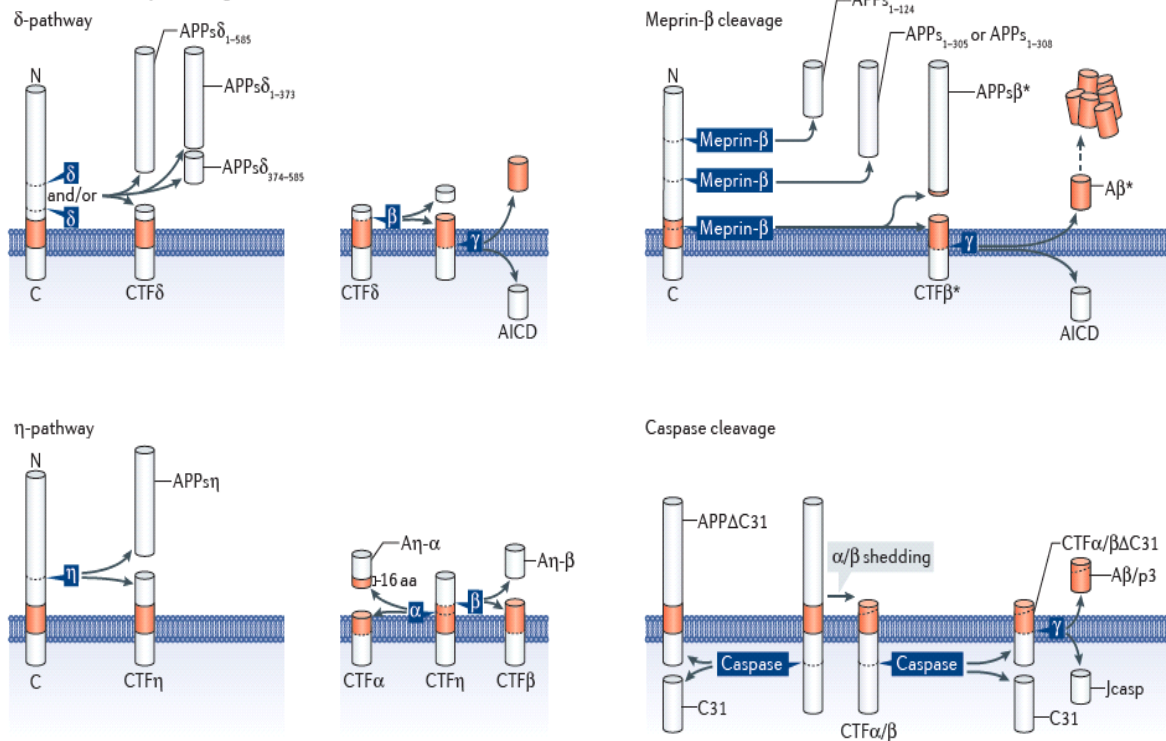 δ-pathway
APPsδ1–585
N
APPsδ1–373
δ
and/or
δ
APPsδ374–585
β
γ
C
CTFδ
CTFδ
AICD
Meprin-β cleavage
APPs1–124
APPs1–305 or APPs1–308
N
APPsβ*
Meprin-β
Meprin-β
Aβ*
Meprin-β
γ
C
CTFβ*
AICD
η-pathway
N
APPsη
η
C
CTFη
Aη-α
Aη-β
16 aa
α
β
CTFα
CTFη
CTFβ
Caspase cleavage
APPΔC31
α/β shedding
CTFα/βΔC31
Aβ/p3
γ
Caspase
Caspase
Jcasp
C31
C31
CTFα/β